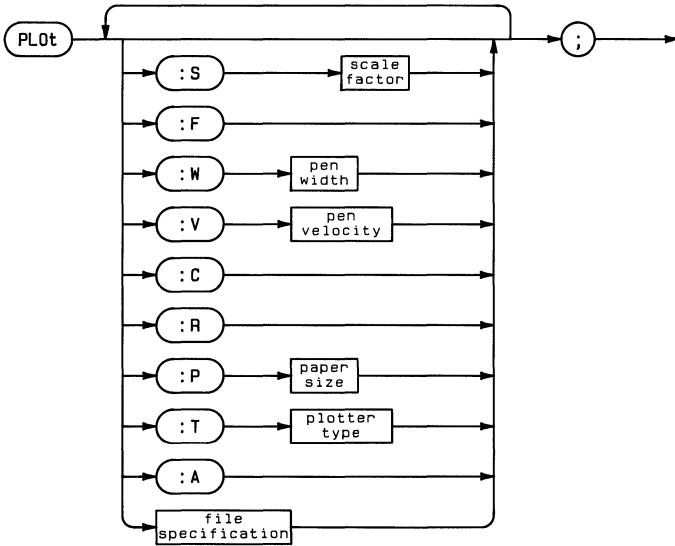 PLOt
;
:S
scale
factor
:F
:W
pen
width
:V
pen
velocity
:C
:R
:P
paper
size
:T
plotter
type
:A
file
specification